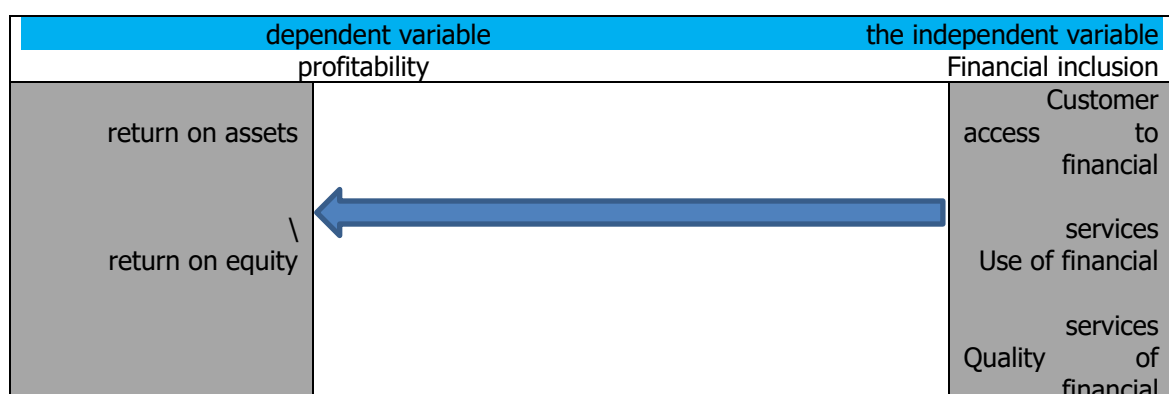 dependent variable the independent variable
profitability Financial inclusion
Customer
return on assets access to
financial
\ services
return on equity Use of financial
services
Quality of
financial